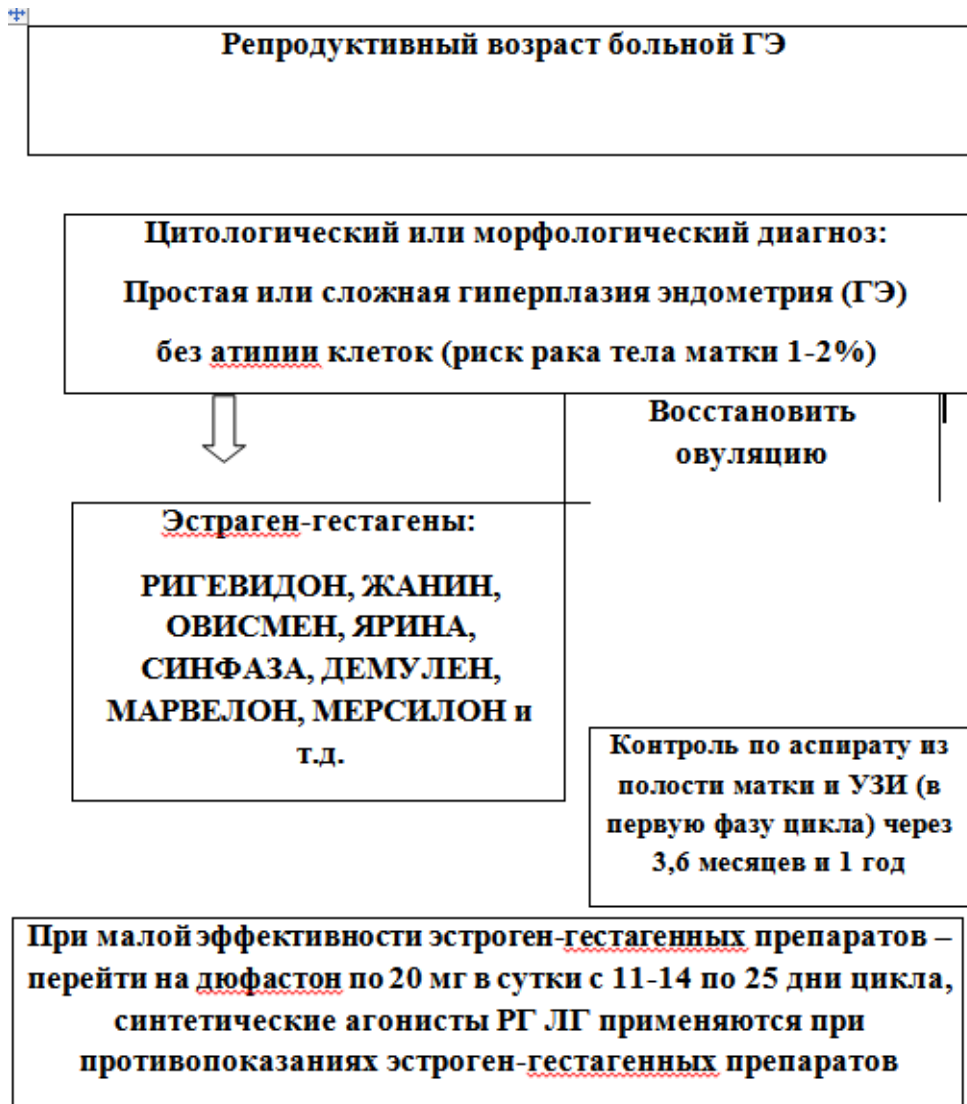 Репродуктивный возраст больной ГЭ
Цитологический или морфологический диагноз:
Простая или сложная гиперплазия эндометрия (ГЭ)
без атипии клеток (риск рака тела матки 1-2%)
Восстановить
овуляцию
Эстраген-гестагены:
РИГЕВИДОН, ЖАНИН,
ОВИСМЕН, ЯРИНА,
СИНФАЗА, ДЕМУЛЕН,
МАРВЕЛОН, МЕРСИЛОН и
т.д.
Контроль по аспирату из
полости матки и УЗИ (в
первую фазу цикла) через
3,6 месяцев и 1 год
При малой эффективности эстроген-гестагенных препаратов –
перейти на дюфастон по 20 мг в сутки с 11-14 по 25 дни цикла,
синтетические агонисты РГ ЛГ применяются при
противопоказаниях эстроген-гестагенных препаратов